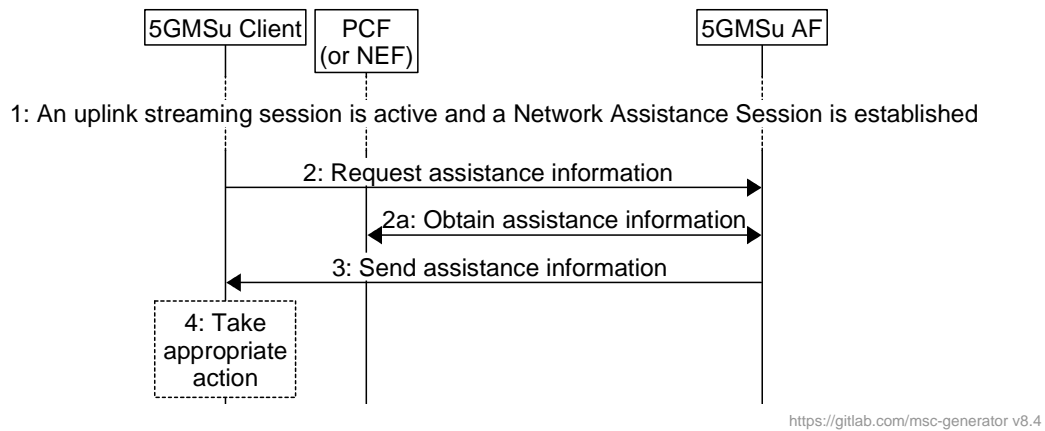 5GMSu Client
PCF
(or NEF)
5GMSu AF
1: An uplink streaming session is active and a Network Assistance Session is established
2: Request assistance information
2a: Obtain assistance information
3: Send assistance information
4: Take
appropriate
action
https://gitlab.com/msc-generator v8.4